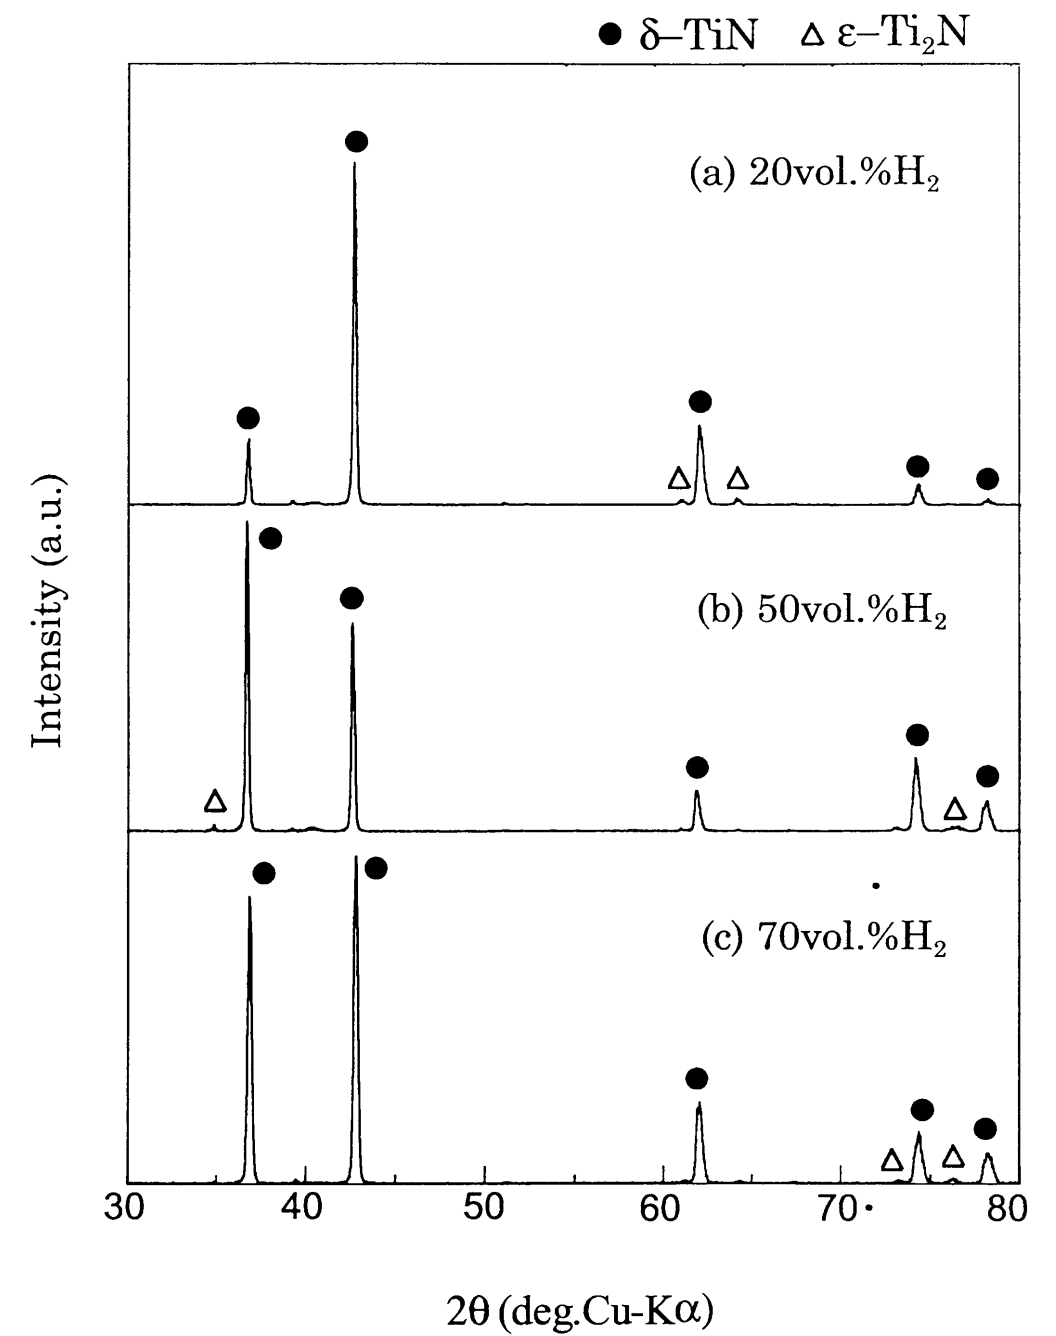 ● δ–TiN △ ε–Ti₂N
(a) 20vol.%H₂
(b) 50vol.%H₂
(c) 70vol.%H₂
Intensity (a.u.)
30 40 50 60 70 80
2θ (deg.Cu-Kα)